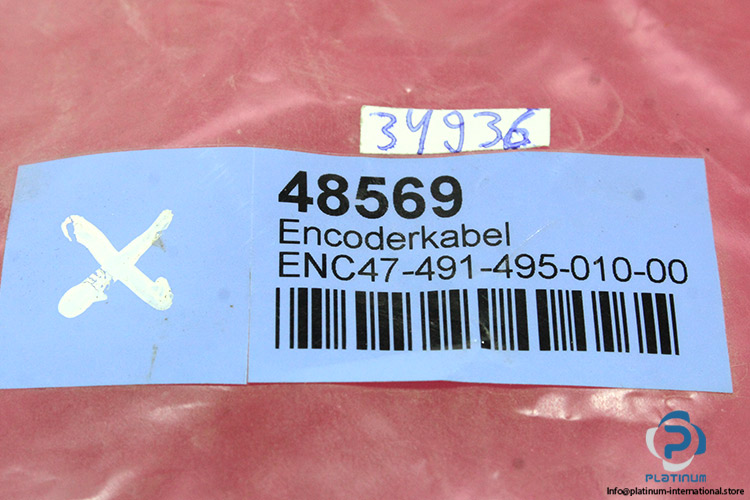 34936
48569
Encoderkabel
ENC47-491-495-010-00
PLATINUM
Info@platinum-international.store